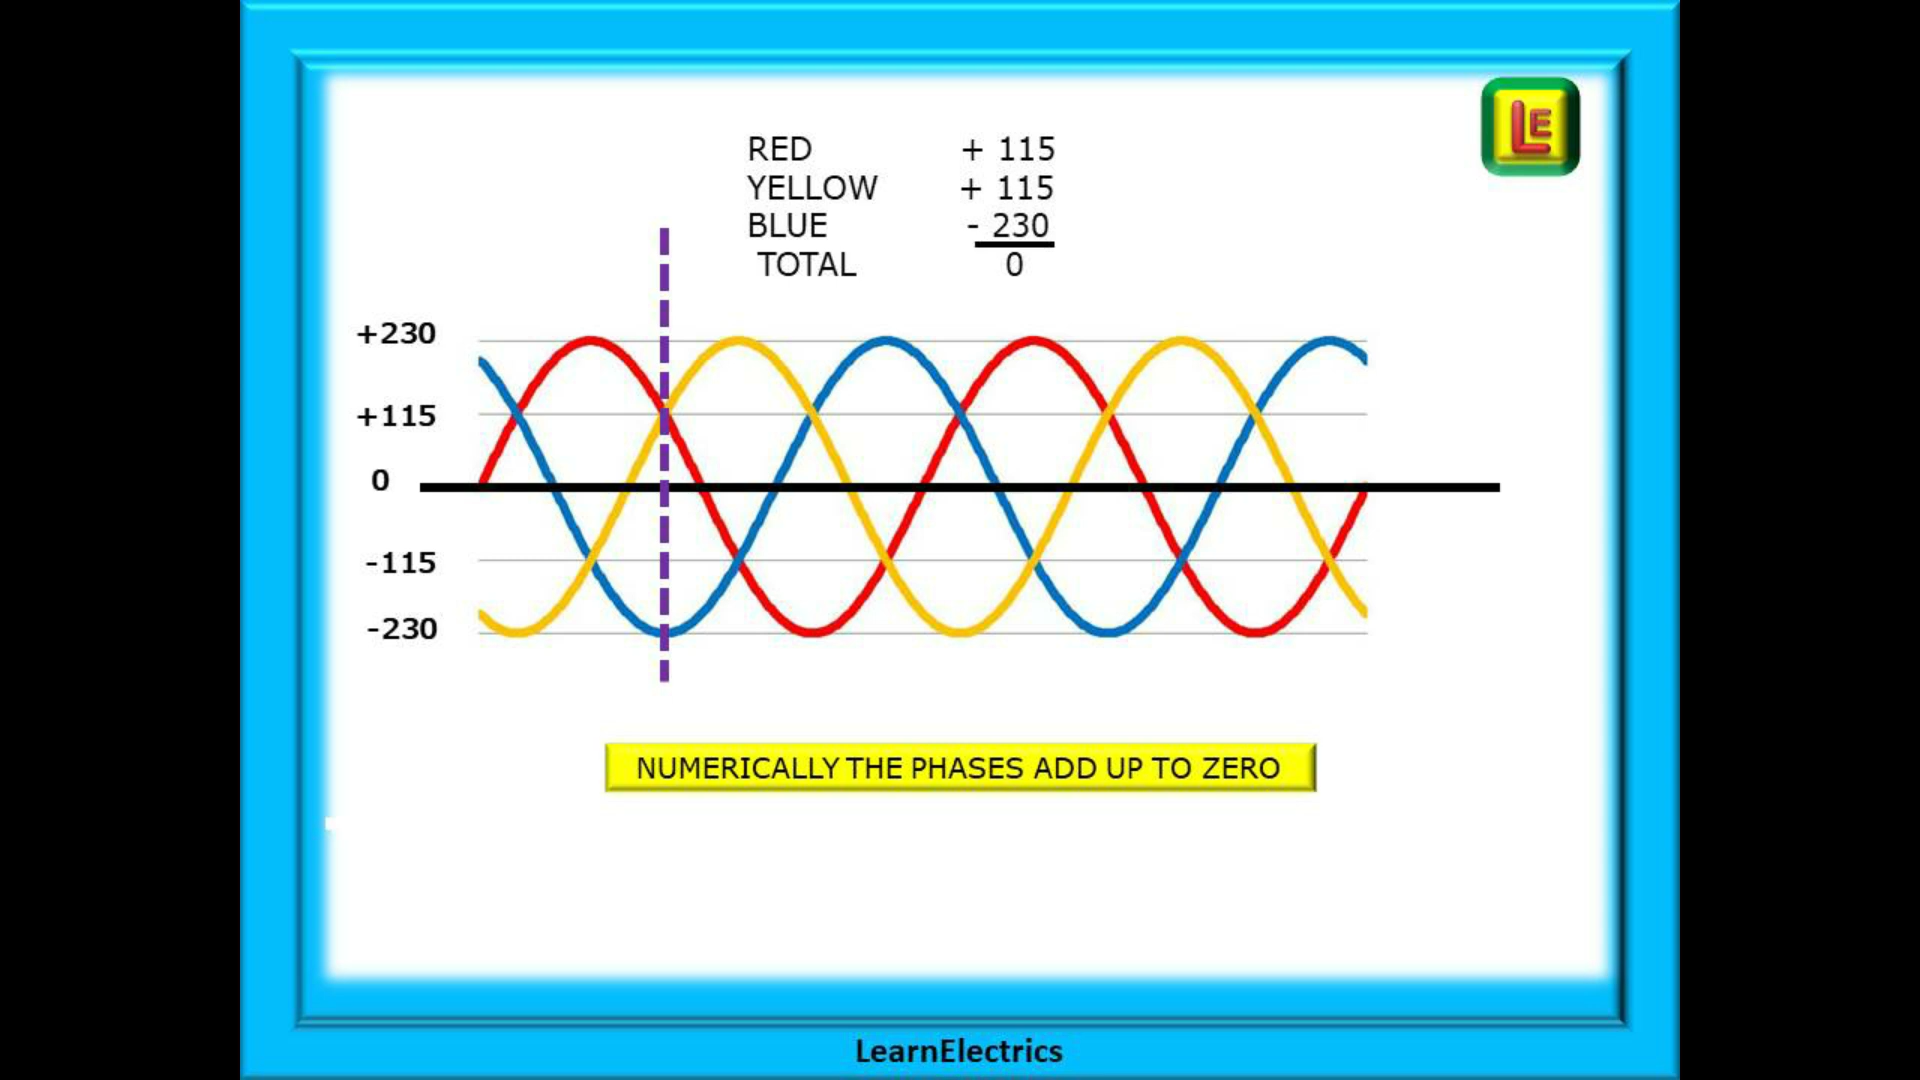 LE
RED + 115
YELLOW + 115
BLUE - 230
TOTAL 0
+230
+115
0
-115
-230
NUMERICALLY THE PHASES ADD UP TO ZERO
LearnElectrics